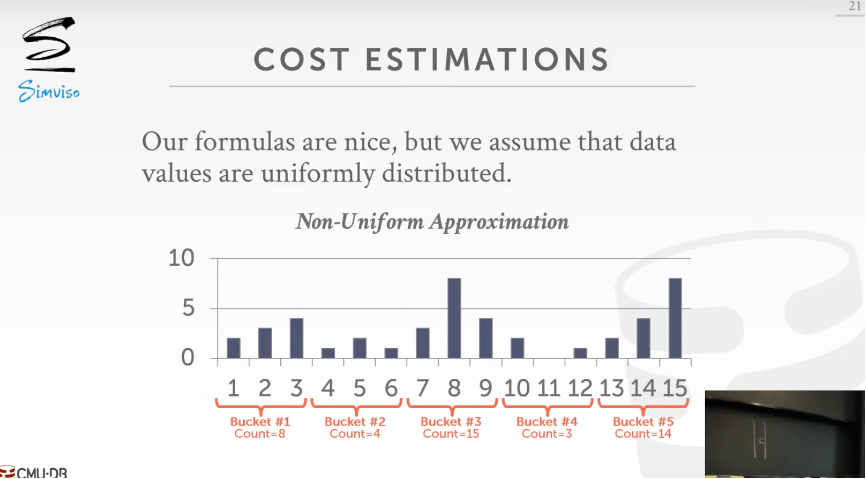 21
Simviso
COST ESTIMATIONS
Our formulas are nice, but we assume that data
values are uniformly distributed.
Non-Uniform Approximation
10
5
0
1 2 3 4 5 6 7 8 9 10 11 12 13 14 15
Bucket #1 Bucket #2 Bucket #3 Bucket #4 Bucket #5
Count=8 Count=4 Count=15 Count=3 Count=14
CMU·DB